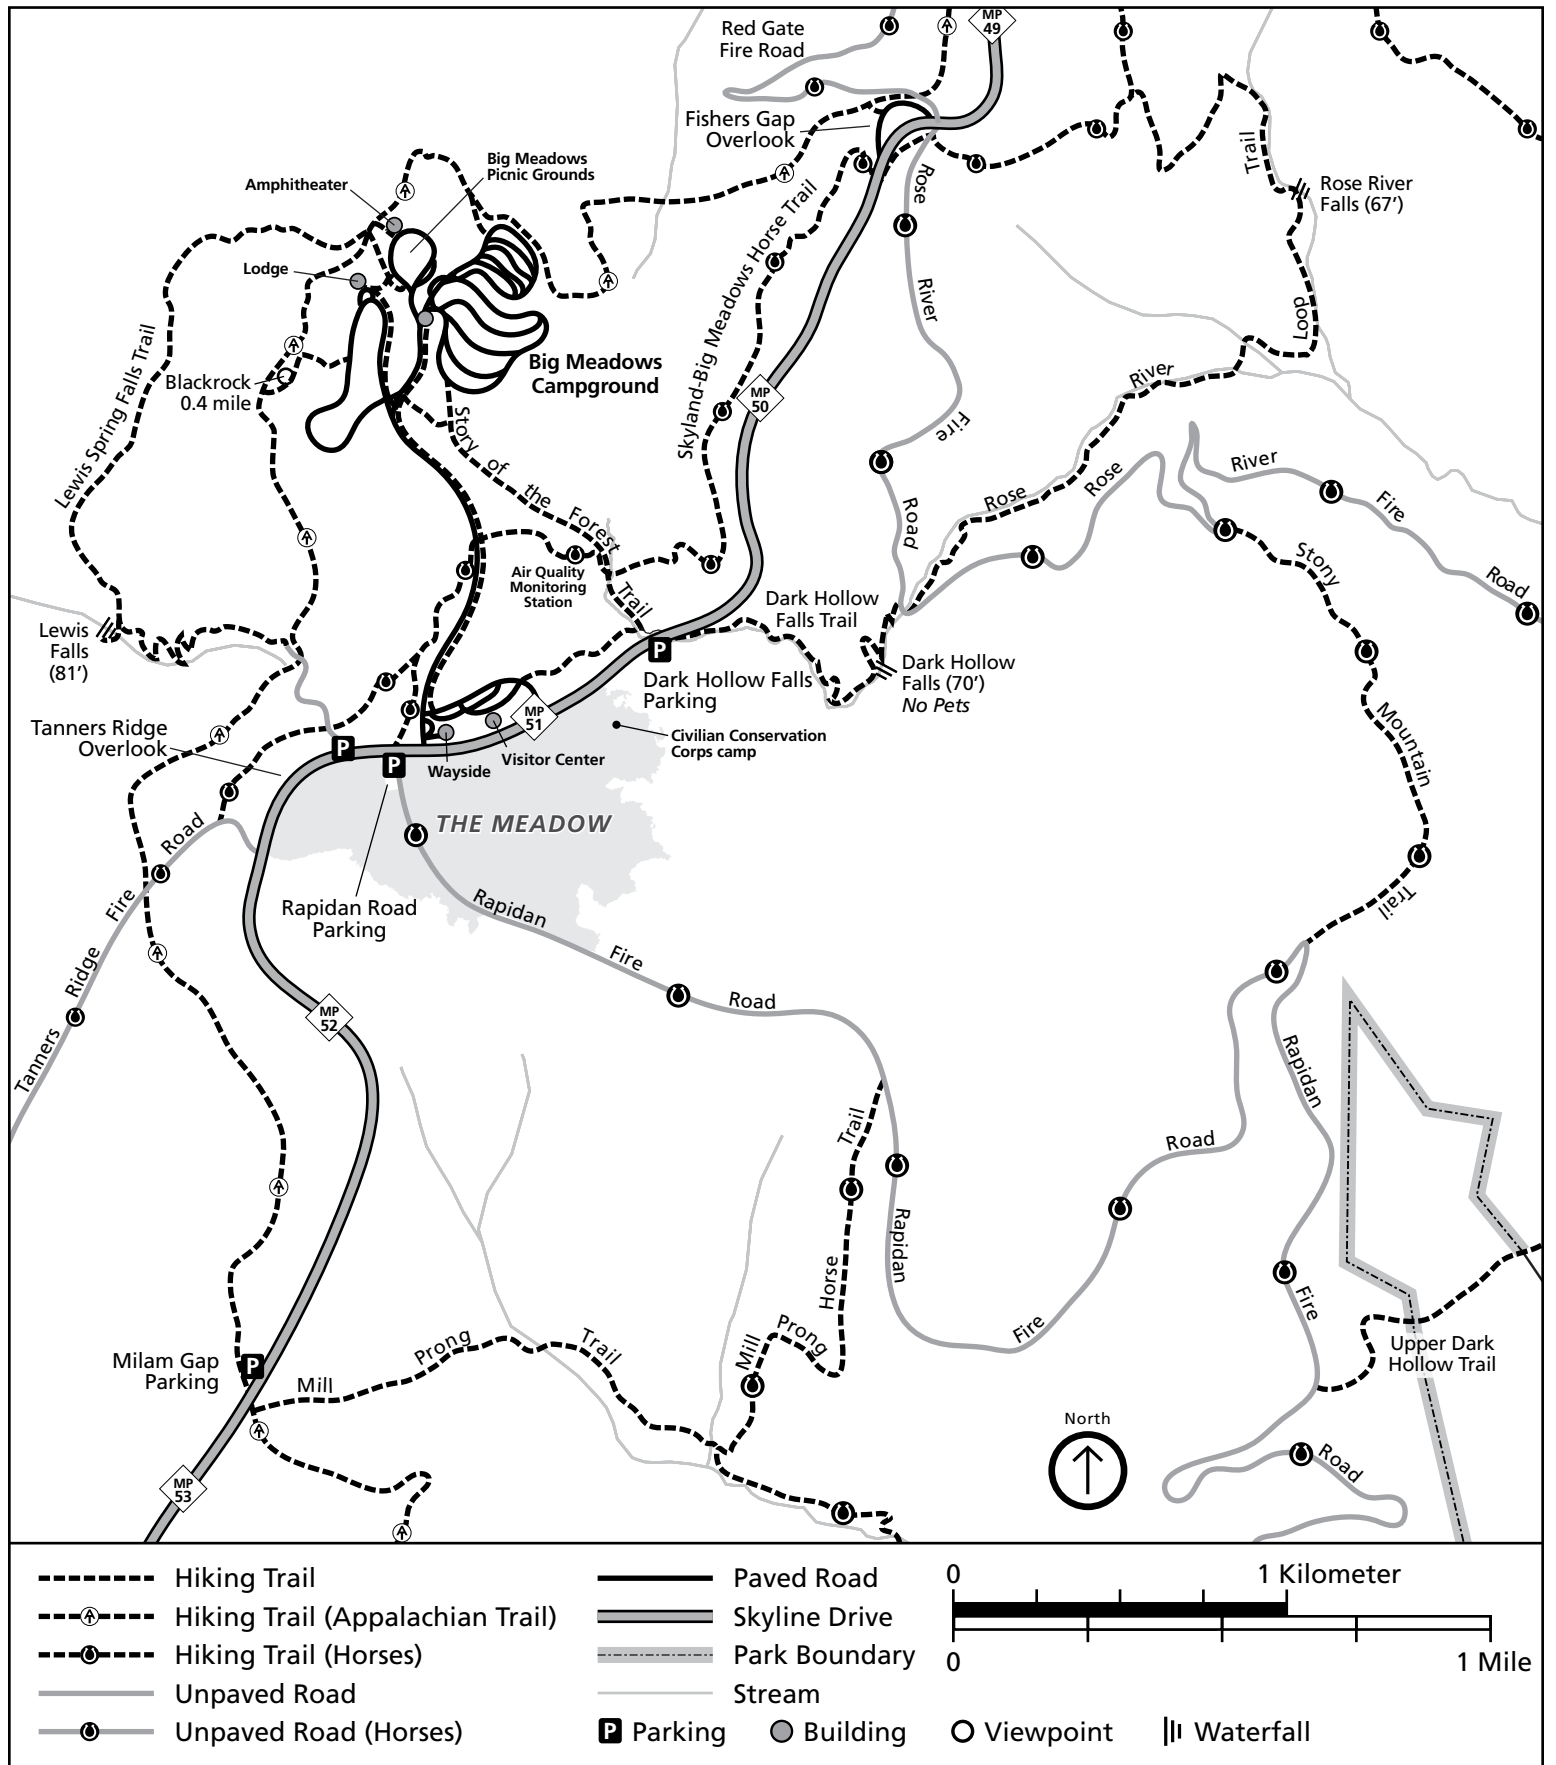 MP
49
Red Gate
Fire Road
Fishers Gap
Overlook
Big Meadows
Picnic Grounds
Amphitheater
Lodge
Rose
River
Fire
Road
Trail
Loop
Rose River
Falls (67’)
Skyland-Big Meadows Horse Trail
Big Meadows
Campground
Blackrock
0.4 mile
Lewis Spring Falls Trail
MP
50
Story of the Forest Trail
River
Rose
Rose
River
Fire
Road
Air Quality
Monitoring
Station
Dark Hollow
Falls Trail
Stony
Mountain
Trail
Lewis
Falls
(81’)
Dark Hollow Falls
Parking
Dark Hollow
Falls (70’)
No Pets
Tanners Ridge
Overlook
MP
51
Civilian Conservation
Corps camp
Visitor Center
Wayside
THE MEADOW
Rapidan Road
Parking
Tanners Ridge Fire Road
Rapidan
Fire
Road
MP
52
Rapidan
Fire
Road
Rapidan
Fire
Road
Mill
Prong
Horse
Trail
Milam Gap
Parking
Mill
Prong
Trail
Upper Dark
Hollow Trail
North
MP
53
Hiking Trail
Hiking Trail (Appalachian Trail)
Hiking Trail (Horses)
Unpaved Road
Unpaved Road (Horses)
Paved Road
Skyline Drive
Park Boundary
Stream
P Parking
Building
Viewpoint
Waterfall
0
1 Kilometer
0
1 Mile
P
P
P
P